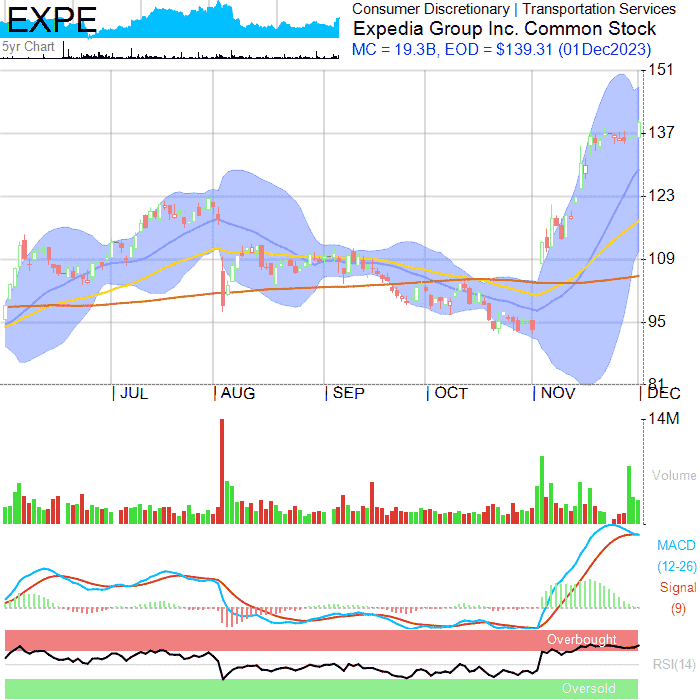 EXPE
Consumer Discretionary | Transportation Services
Expedia Group Inc. Common Stock
5yr Chart
MC = 19.3B, EOD = $139.31 (01Dec2023)
151
137
123
109
95
81
JUL AUG SEP OCT NOV DEC
14M
Volume
MACD
(12-26)
Signal
(9)
Overbought
RSI(14)
Oversold